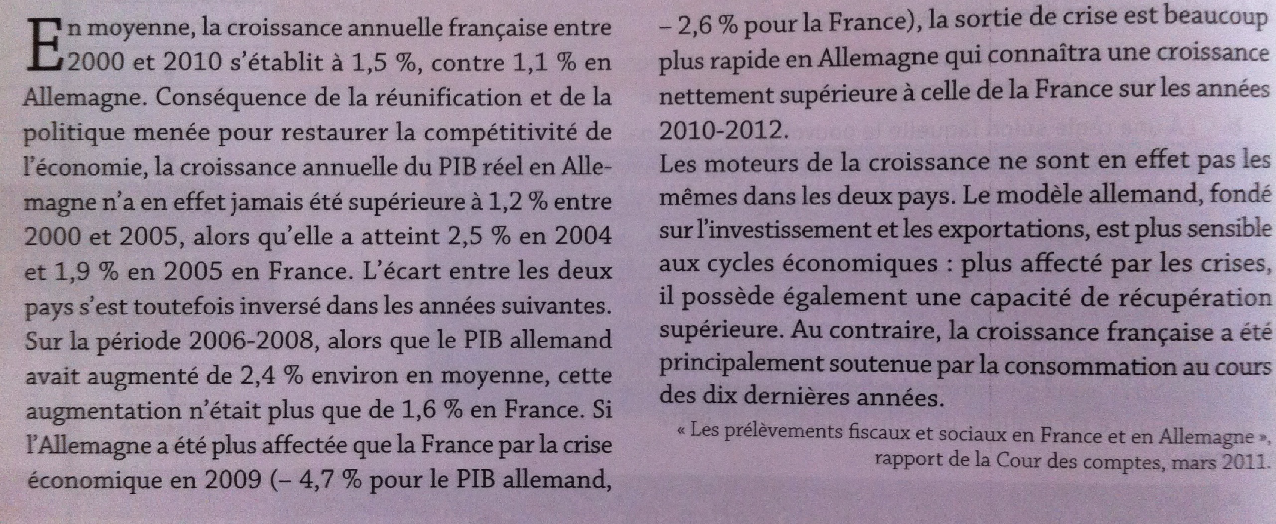 En moyenne, la croissance annuelle française entre
2000 et 2010 s'établit à 1,5 %, contre 1,1 % en
Allemagne. Conséquence de la réunification et de la
politique menée pour restaurer la compétitivité de
l'économie, la croissance annuelle du PIB réel en Alle-
magne n'a en effet jamais été supérieure à 1,2 % entre
2000 et 2005, alors qu'elle a atteint 2,5 % en 2004
et 1,9 % en 2005 en France. L'écart entre les deux
pays s'est toutefois inversé dans les années suivantes.
Sur la période 2006-2008, alors que le PIB allemand
avait augmenté de 2,4 % environ en moyenne, cette
augmentation n'était plus que de 1,6 % en France. Si
l'Allemagne a été plus affectée que la France par la crise
économique en 2009 (– 4,7 % pour le PIB allemand,
– 2,6 % pour la France), la sortie de crise est beaucoup
plus rapide en Allemagne qui connaîtra une croissance
nettement supérieure à celle de la France sur les années
2010-2012.
Les moteurs de la croissance ne sont en effet pas les
mêmes dans les deux pays. Le modèle allemand, fondé
sur l'investissement et les exportations, est plus sensible
aux cycles économiques : plus affecté par les crises,
il possède également une capacité de récupération
supérieure. Au contraire, la croissance française a été
principalement soutenue par la consommation au cours
des dix dernières années.
« Les prélèvements fiscaux et sociaux en France et en Allemagne »,
rapport de la Cour des comptes, mars 2011.